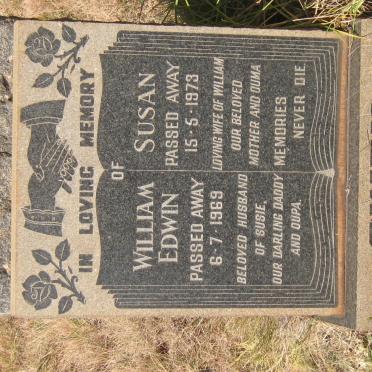 IN LOVING MEMORY
OF
WILLIAM
EDWIN
PASSED AWAY
6·7·1969
BELOVED HUSBAND
OF SUSIE,
OUR DARLING DADDY
AND OUPA.
SUSAN
PASSED AWAY
15·5·1973
LOVING WIFE OF WILLIAM
OUR BELOVED
MOTHER AND OUMA
MEMORIES
NEVER DIE